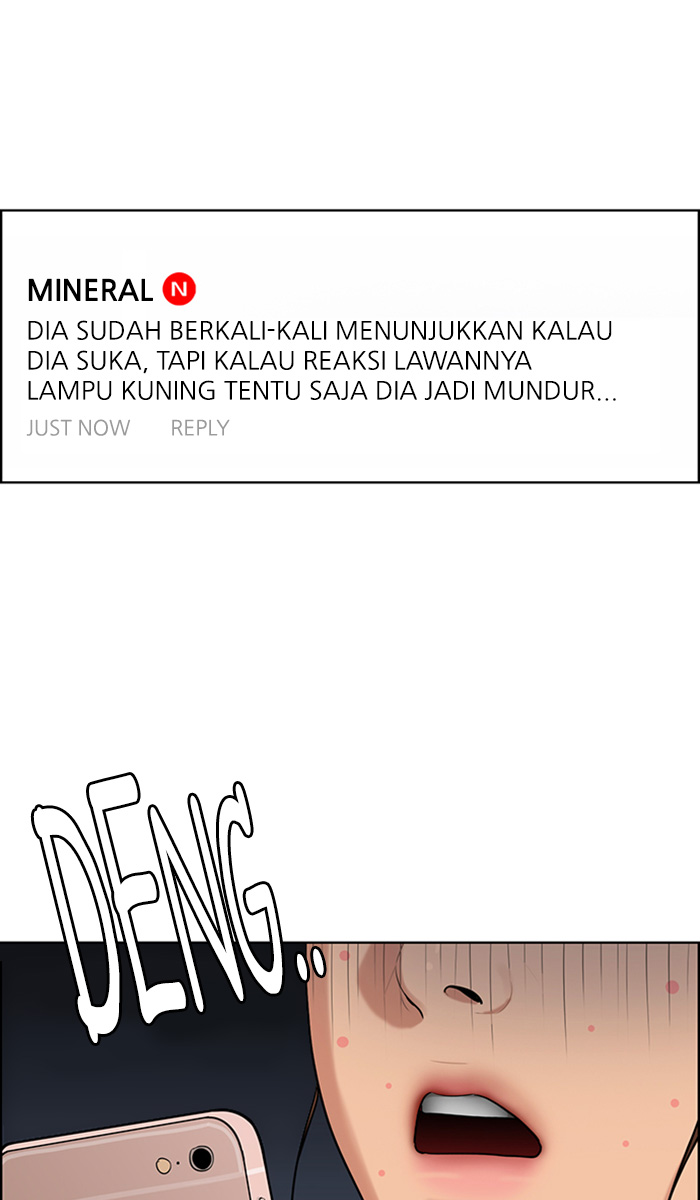 MINERAL N
DIA SUDAH BERKALI-KALI MENUNJUKKAN KALAU
DIA SUKA, TAPI KALAU REAKSI LAWANNYA
LAMPU KUNING TENTU SAJA DIA JADI MUNDUR...
JUST NOW REPLY
DENG..